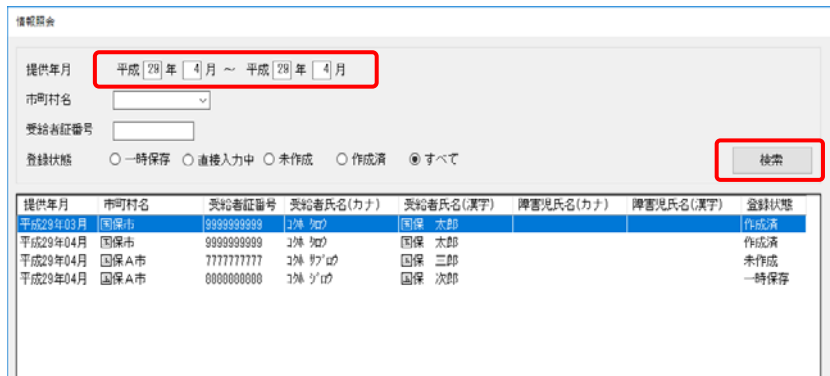 情報照会
提供年月 平成 29 年 4 月 ～ 平成 29 年 4 月
市町村名
受給者証番号
登録状態 一時保存 直接入力中 未作成 作成済 すべて 検索
提供年月 市町村名 受給者証番号 受給者氏名(カナ) 受給者氏名(漢字) 障害児氏名(カナ) 障害児氏名(漢字) 登録状態
平成29年03月 国保市 9999999999 ｺｸﾎ ﾀﾛｳ 国保 太郎 作成済
平成29年04月 国保市 9999999999 ｺｸﾎ ﾀﾛｳ 国保 太郎 作成済
平成29年04月 国保A市 7777777777 ｺｸﾎ ｻﾌﾞﾛｳ 国保 三郎 未作成
平成29年04月 国保A市 8888888888 ｺｸﾎ ｼﾞﾛｳ 国保 次郎 一時保存